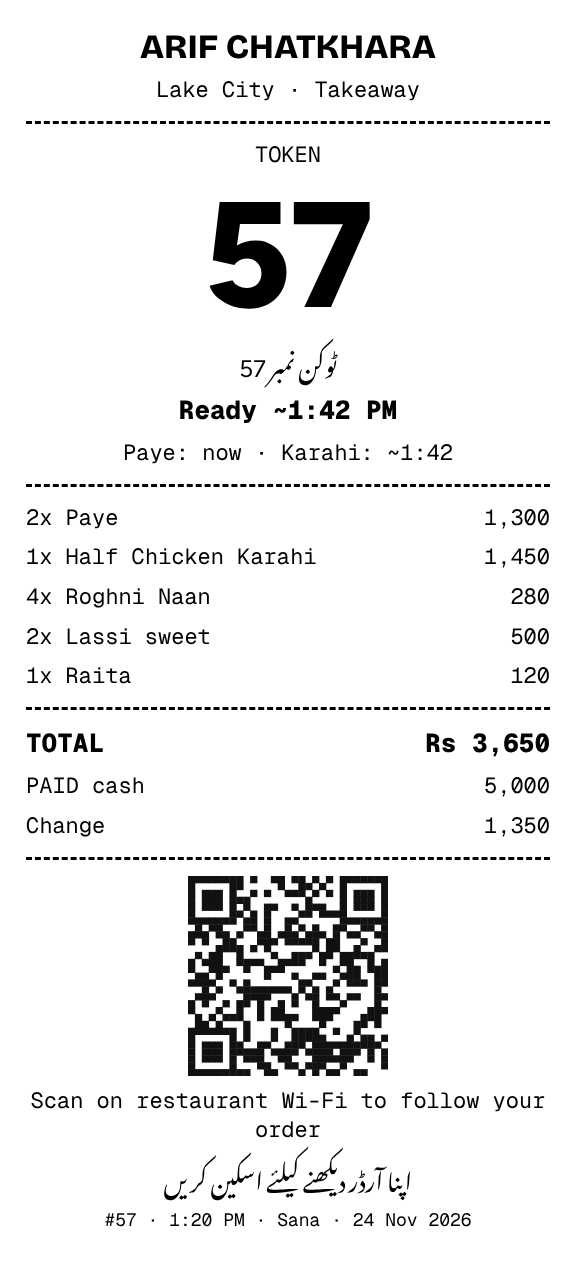 ARIF CHATKHARA
Lake City · Takeaway
TOKEN
57
ٹوکن نمبر 57
Ready ~1:42 PM
Paye: now · Karahi: ~1:42
2x Paye 1,300
1x Half Chicken Karahi 1,450
4x Roghni Naan 280
2x Lassi sweet 500
1x Raita 120
TOTAL Rs 3,650
PAID cash 5,000
Change 1,350
Scan on restaurant Wi-Fi to follow your
order
اپنا آرڈر دیکھنے کیلئے اسکین کریں
#57 · 1:20 PM · Sana · 24 Nov 2026